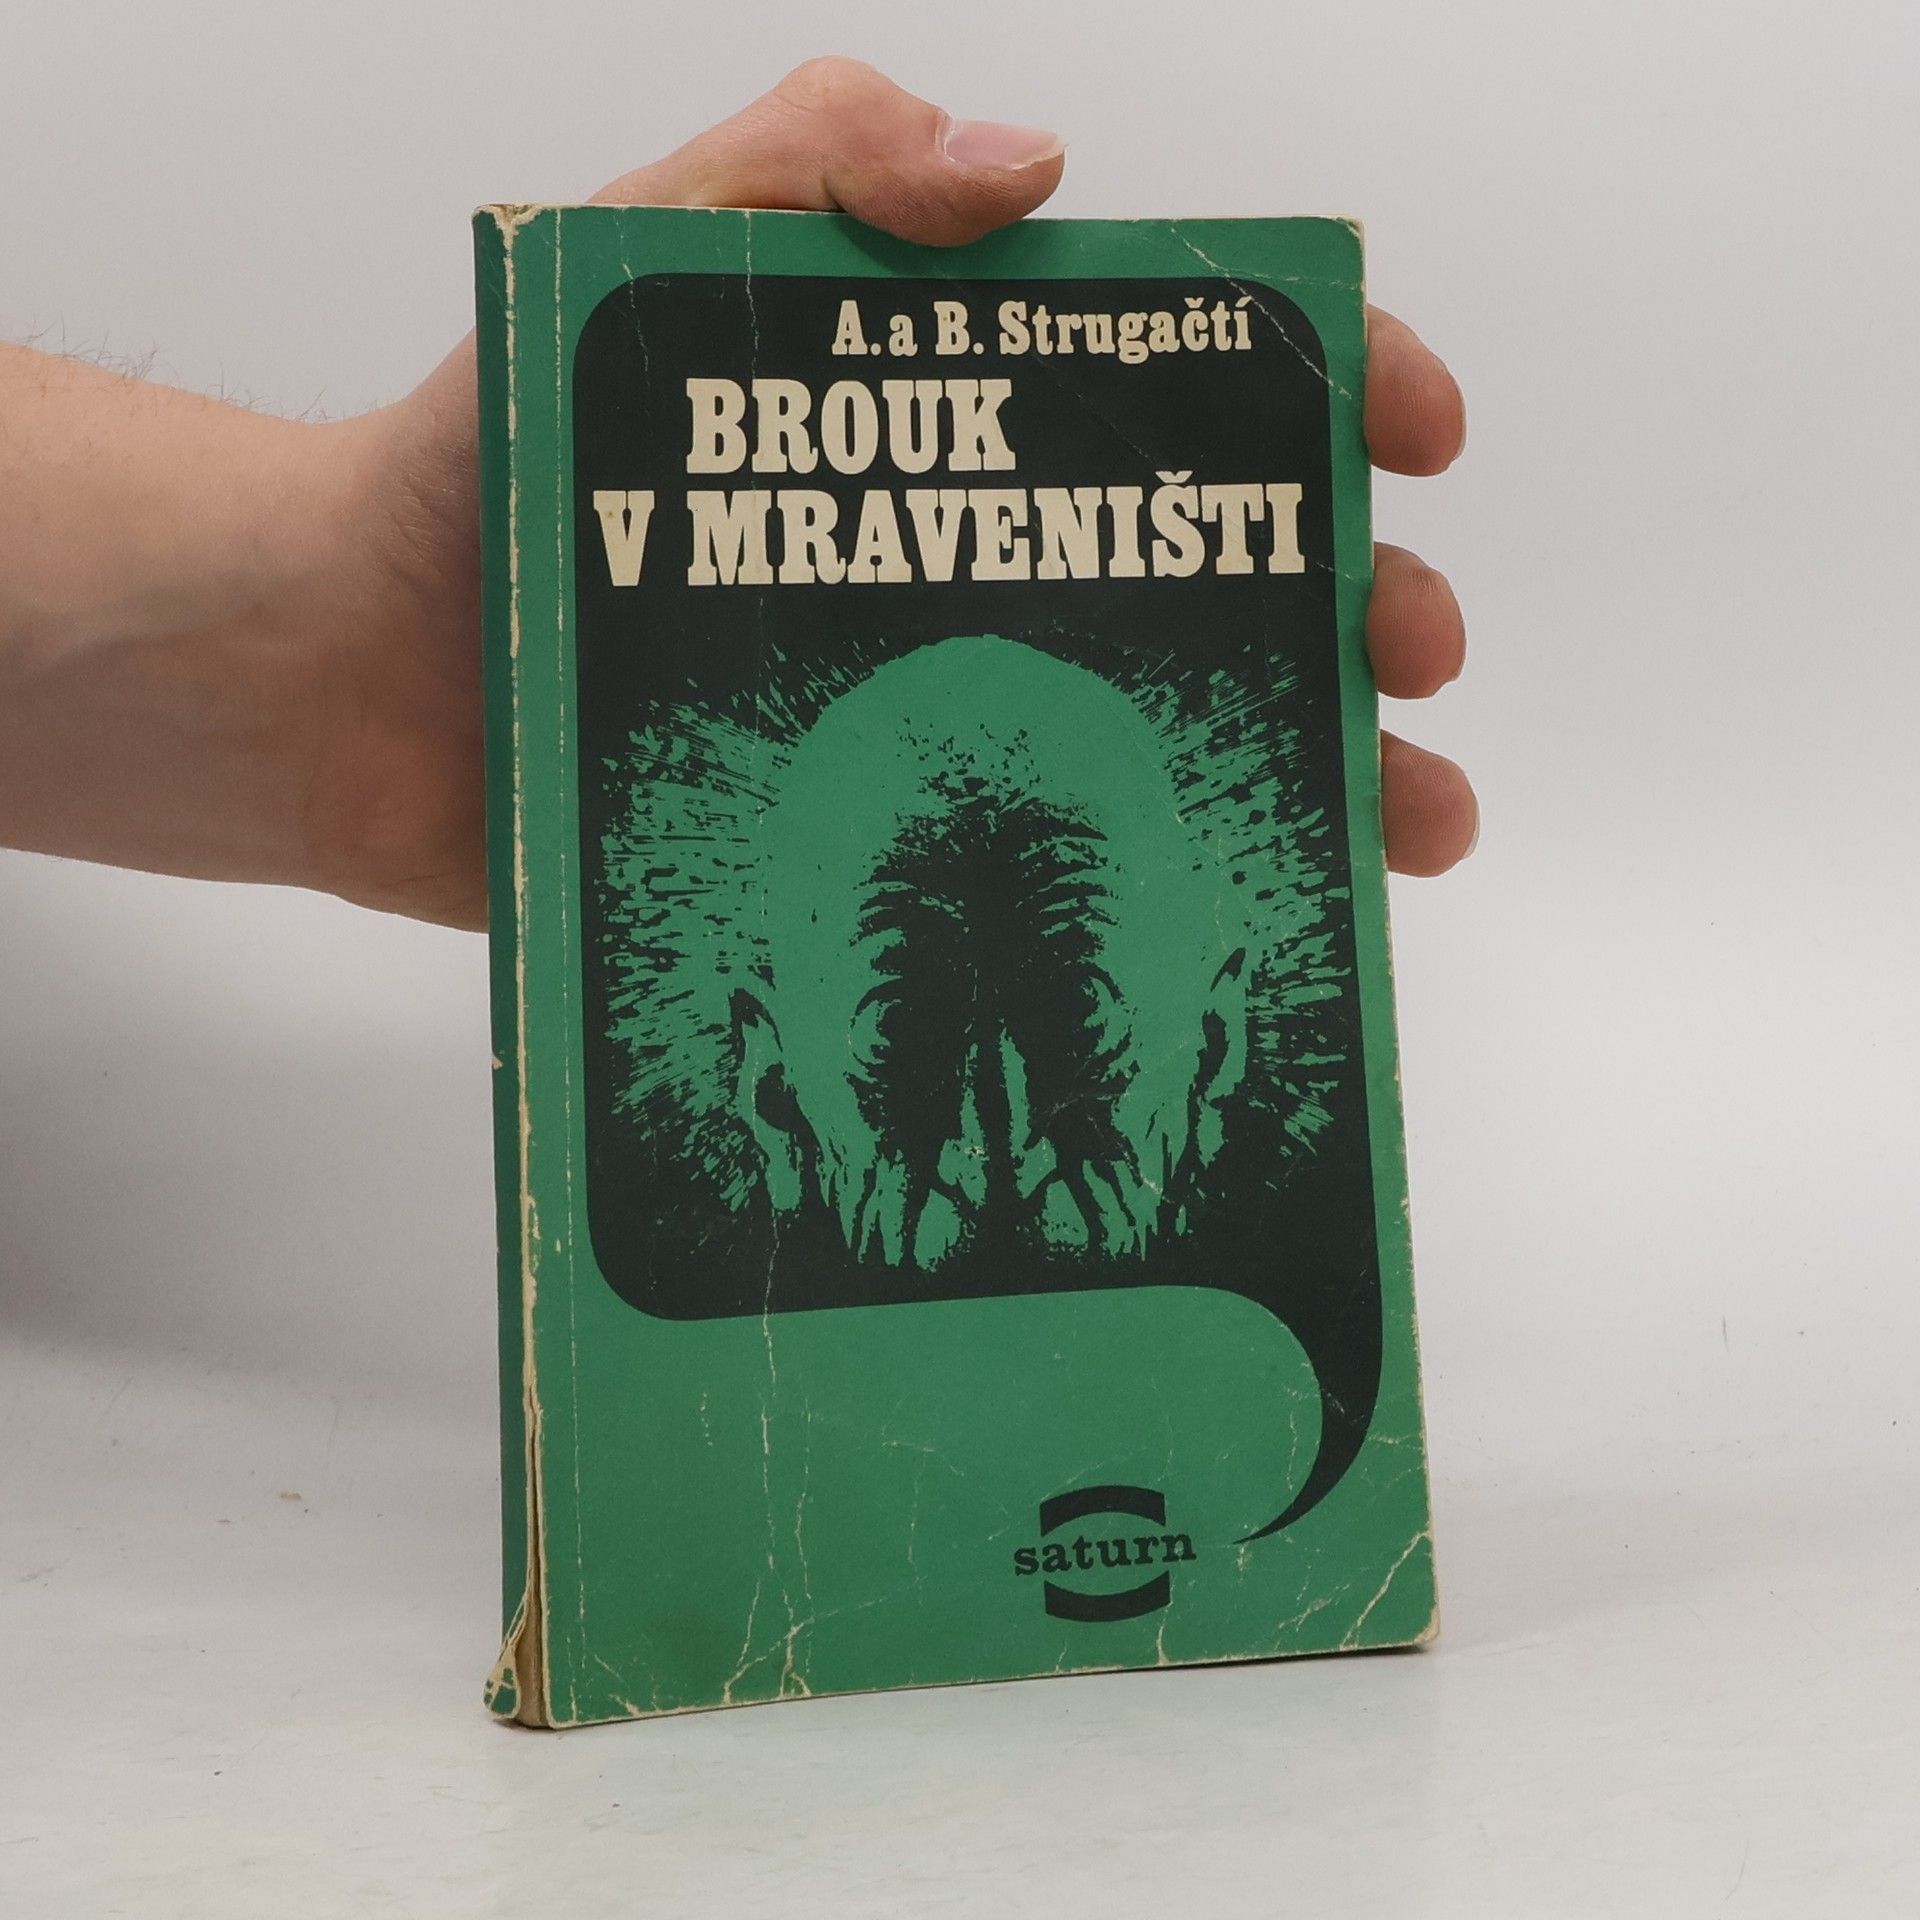 A. a B. Strugačtí
BROUK
V MRAVENIŠTI
saturn